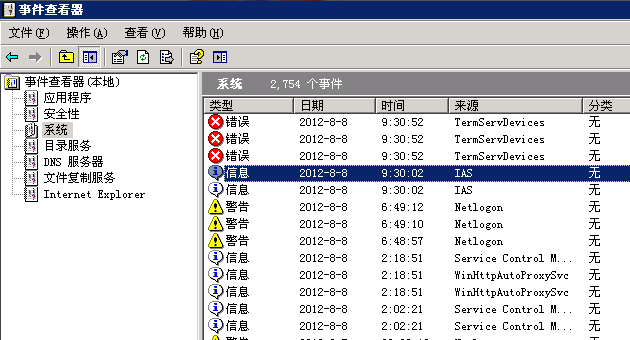 事件查看器
文件(F) 操作(A) 查看(V) 帮助(H)
事件查看器(本地)
应用程序
安全性
系统
目录服务
DNS 服务器
文件复制服务
Internet Explorer
系统 2,754 个事件
类型 日期 时间 来源 分类
错误 2012-8-8 9:30:52 TermServDevices 无
错误 2012-8-8 9:30:52 TermServDevices 无
错误 2012-8-8 9:30:52 TermServDevices 无
信息 2012-8-8 9:30:02 IAS 无
信息 2012-8-8 9:30:02 IAS 无
警告 2012-8-8 6:49:12 Netlogon 无
警告 2012-8-8 6:49:10 Netlogon 无
警告 2012-8-8 6:48:57 Netlogon 无
信息 2012-8-8 2:18:51 Service Control M... 无
信息 2012-8-8 2:18:51 WinHttpAutoProxySvc 无
信息 2012-8-8 2:18:51 WinHttpAutoProxySvc 无
信息 2012-8-8 2:02:21 Service Control M... 无
信息 2012-8-8 2:02:21 Service Control M... 无